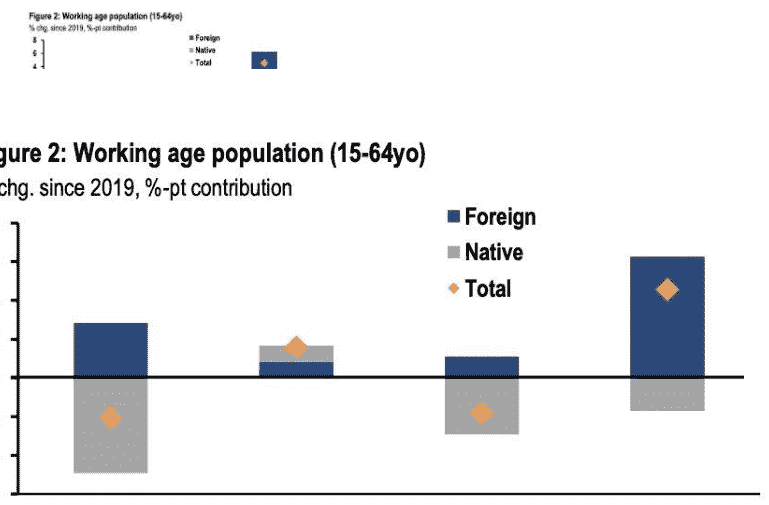 Figure 2: Working age population (15-64yo)
% chg. since 2019, %-pt contribution
8
6
4
Foreign
Native
Total
gure 2: Working age population (15-64yo)
chg. since 2019, %-pt contribution
Foreign
Native
Total